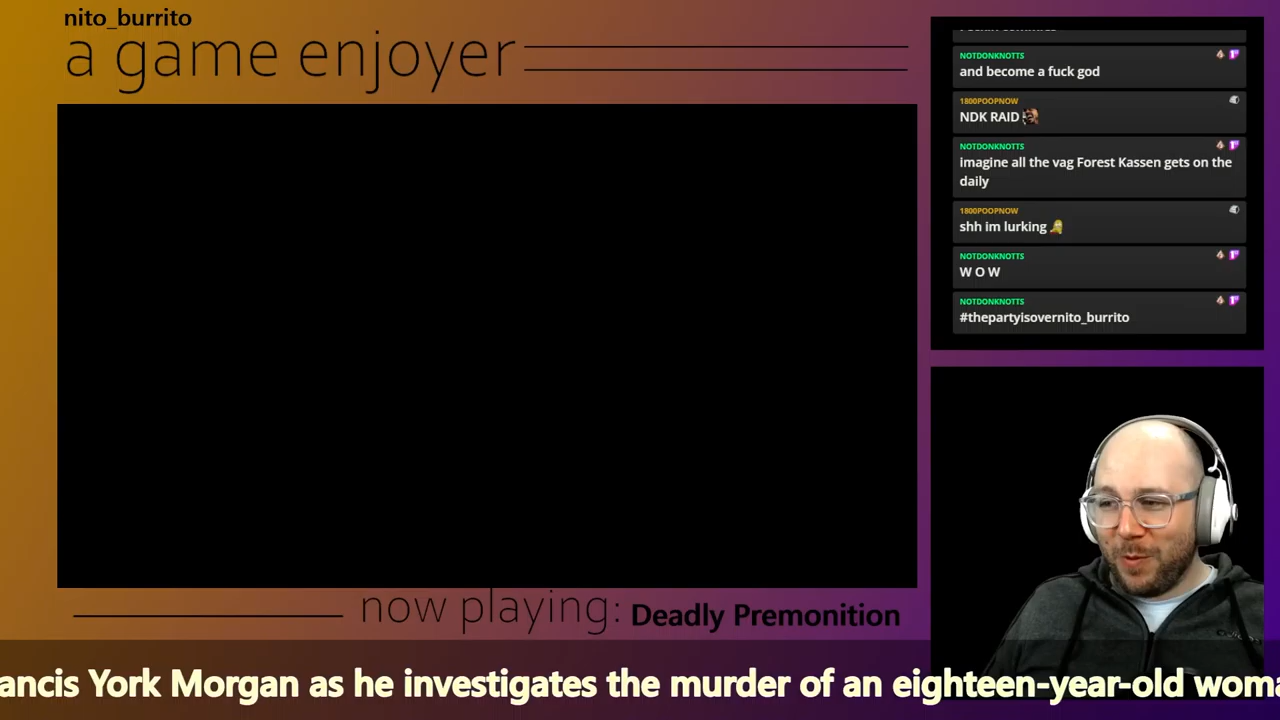 nito_burrito
a game enjoyer
NOTDONKNOTTS
and become a fuck god
1800POOPNOW
NDK RAID
NOTDONKNOTTS
imagine all the vag Forest Kassen gets on the
daily
1800POOPNOW
shh im lurking
NOTDONKNOTTS
W O W
NOTDONKNOTTS
#thepartyisovernito_burrito
now playing: Deadly Premonition
ancis York Morgan as he investigates the murder of an eighteen-year-old woma